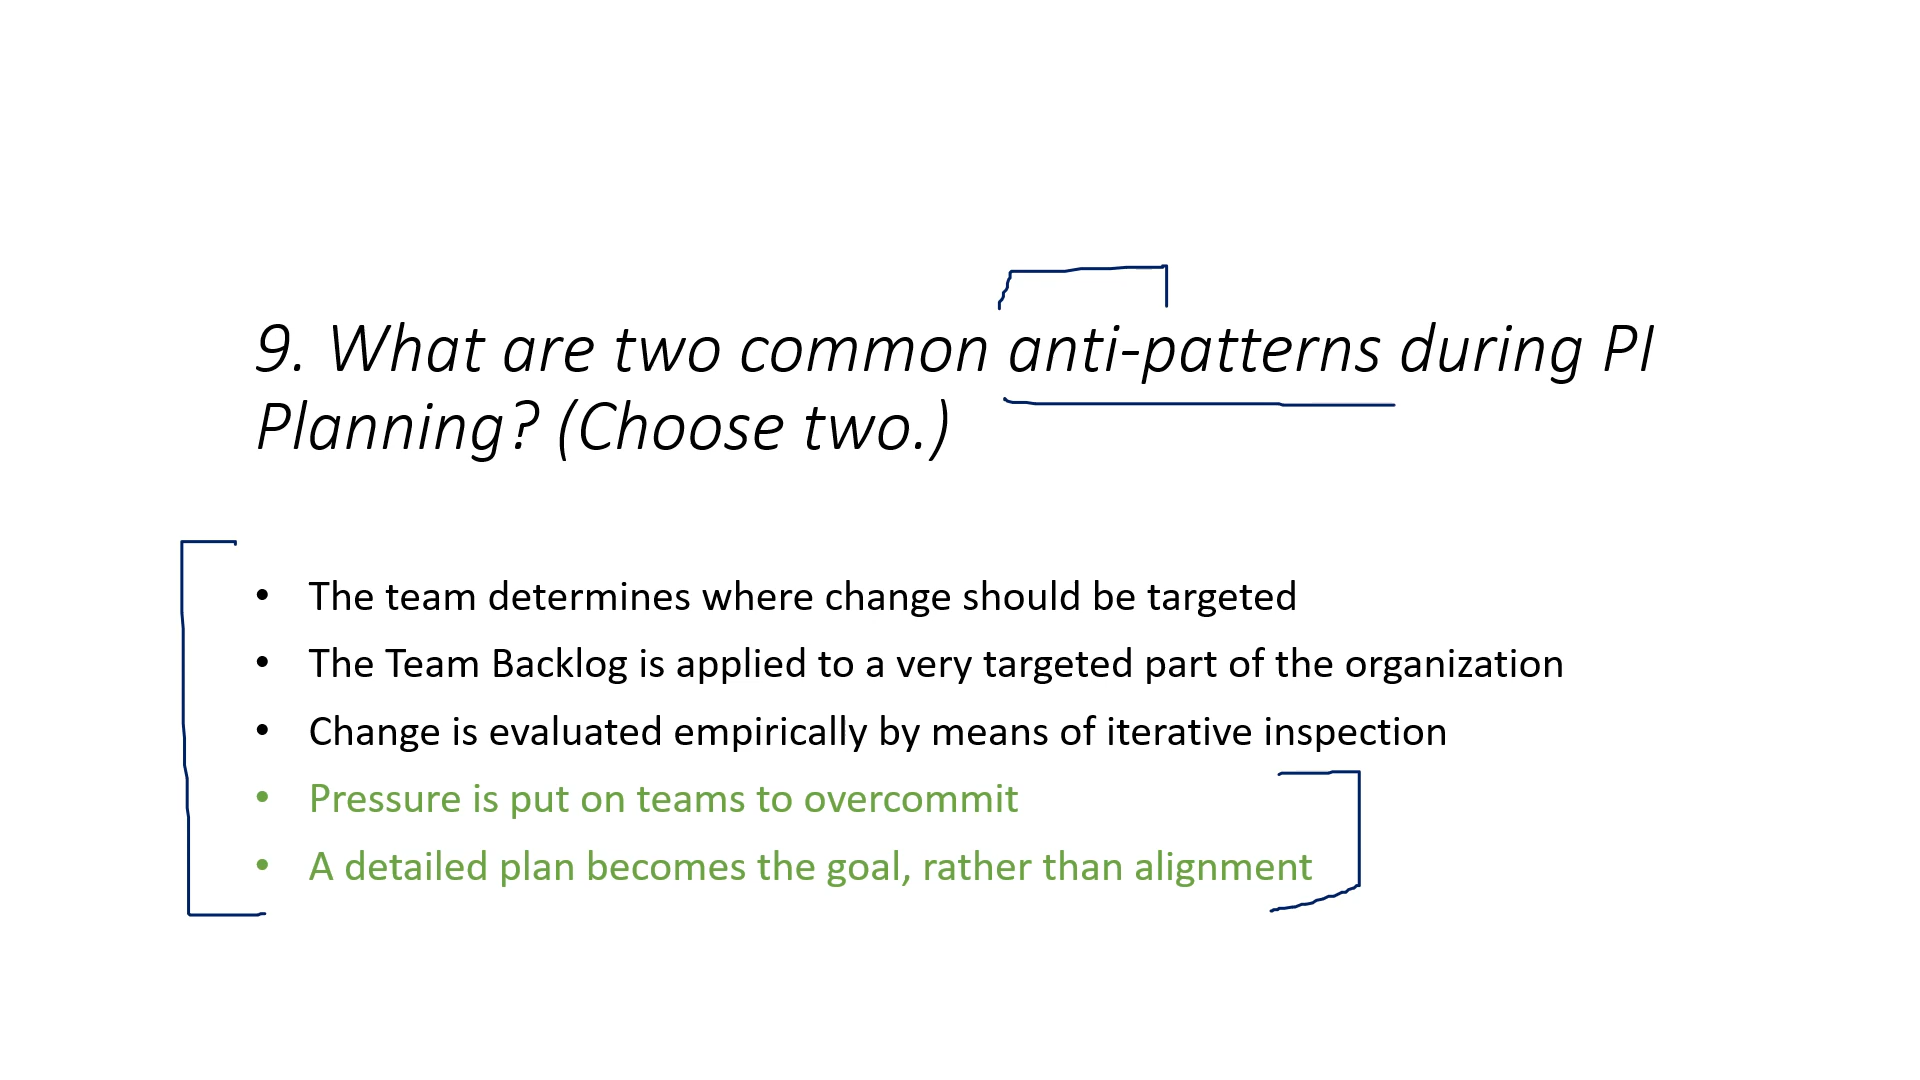 9. What are two common anti-patterns during PI
Planning? (Choose two.)
• The team determines where change should be targeted
• The Team Backlog is applied to a very targeted part of the organization
• Change is evaluated empirically by means of iterative inspection
• Pressure is put on teams to overcommit
• A detailed plan becomes the goal, rather than alignment